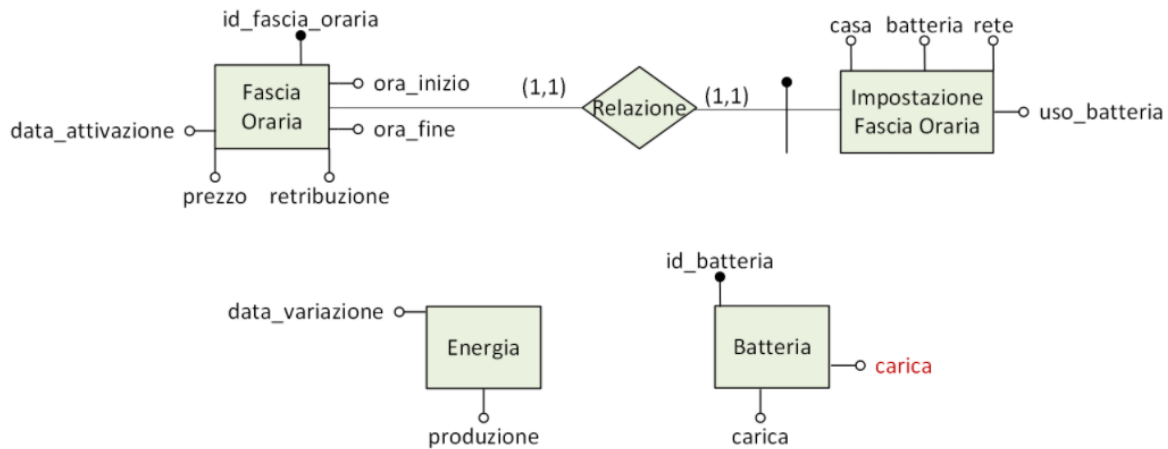 id_fascia_oraria
casa batteria rete
Fascia
Oraria
ora_inizio
ora_fine
data_attivazione
prezzo
retribuzione
(1,1)
Relazione
(1,1)
Impostazione
Fascia Oraria
uso_batteria
id_batteria
data_variazione
Energia
produzione
Batteria
carica
carica